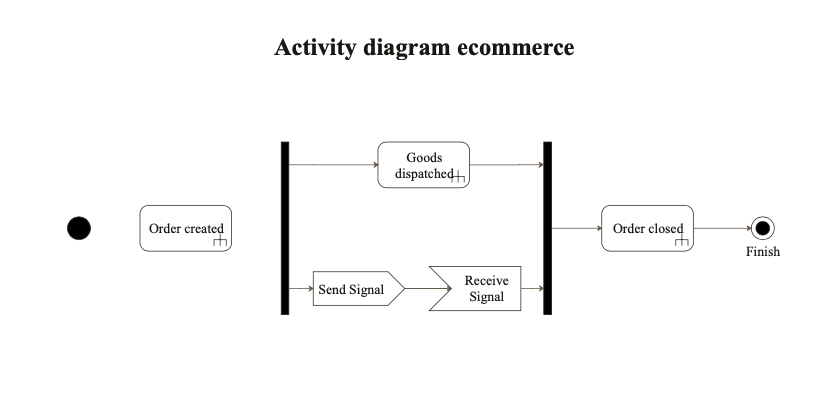 Activity diagram ecommerce
Order created
Goods
dispatched
Send Signal
Receive
Signal
Order closed
Finish